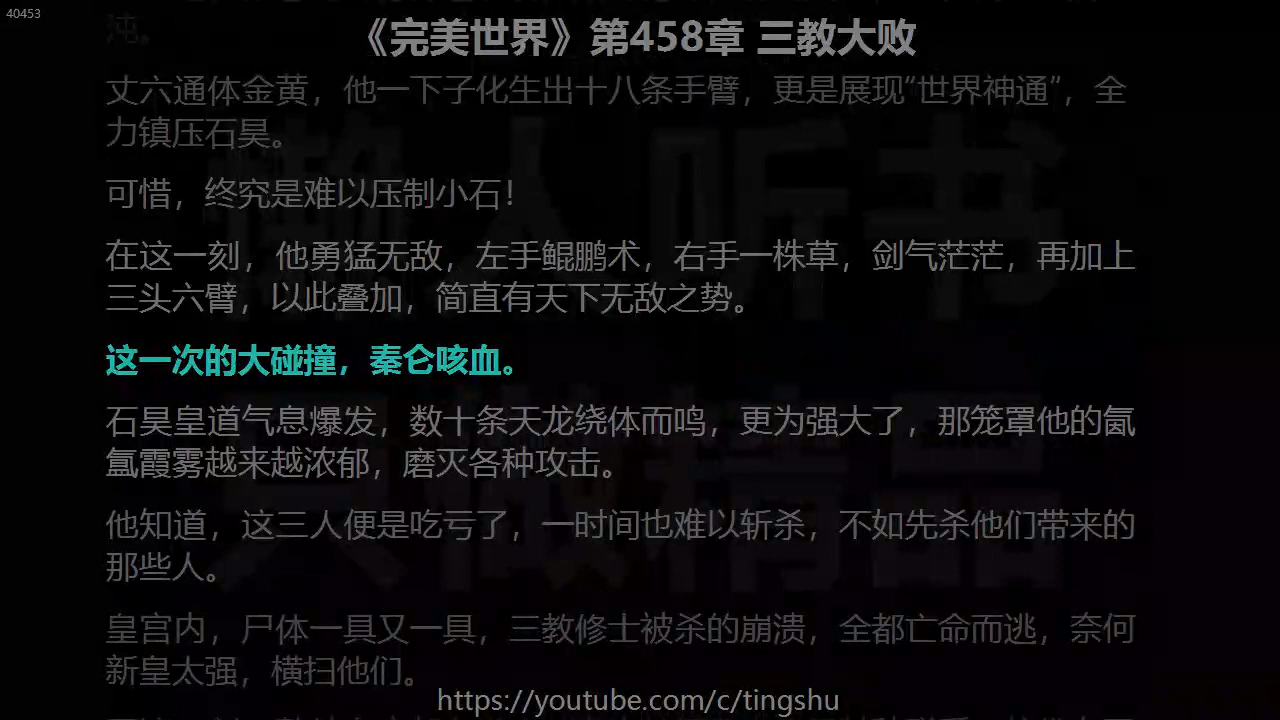 40453
《完美世界》第458章 三教大败
沌。
丈六通体金黄，他一下子化生出十八条手臂，更是展现“世界神通”，全
力镇压石昊。
可惜，终究是难以压制小石！
在这一刻，他勇猛无敌，左手鲲鹏术，右手一株草，剑气茫茫，再加上
三头六臂，以此叠加，简直有天下无敌之势。
这一次的大碰撞，秦仑咳血。
石昊皇道气息爆发，数十条天龙绕体而鸣，更为强大了，那笼罩他的氤
氲霞雾越来越浓郁，磨灭各种攻击。
他知道，这三人便是吃亏了，一时间也难以斩杀，不如先杀他们带来的
那些人。
皇宫内，尸体一具又一具，三教修士被杀的崩溃，全都亡命而逃，奈何
新皇太强，横扫他们。
https://youtube.com/c/tingshu
懒人听书
只做精品